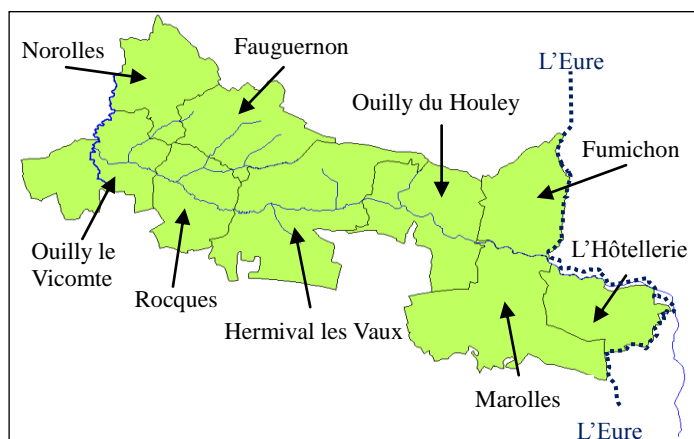 Norolles
Fauguernon
L'Eure
Ouilly du Houley
Fumichon
Ouilly le
Vicomte
Rocques
Hermival les Vaux
L'Hôtellerie
Marolles
L'Eure